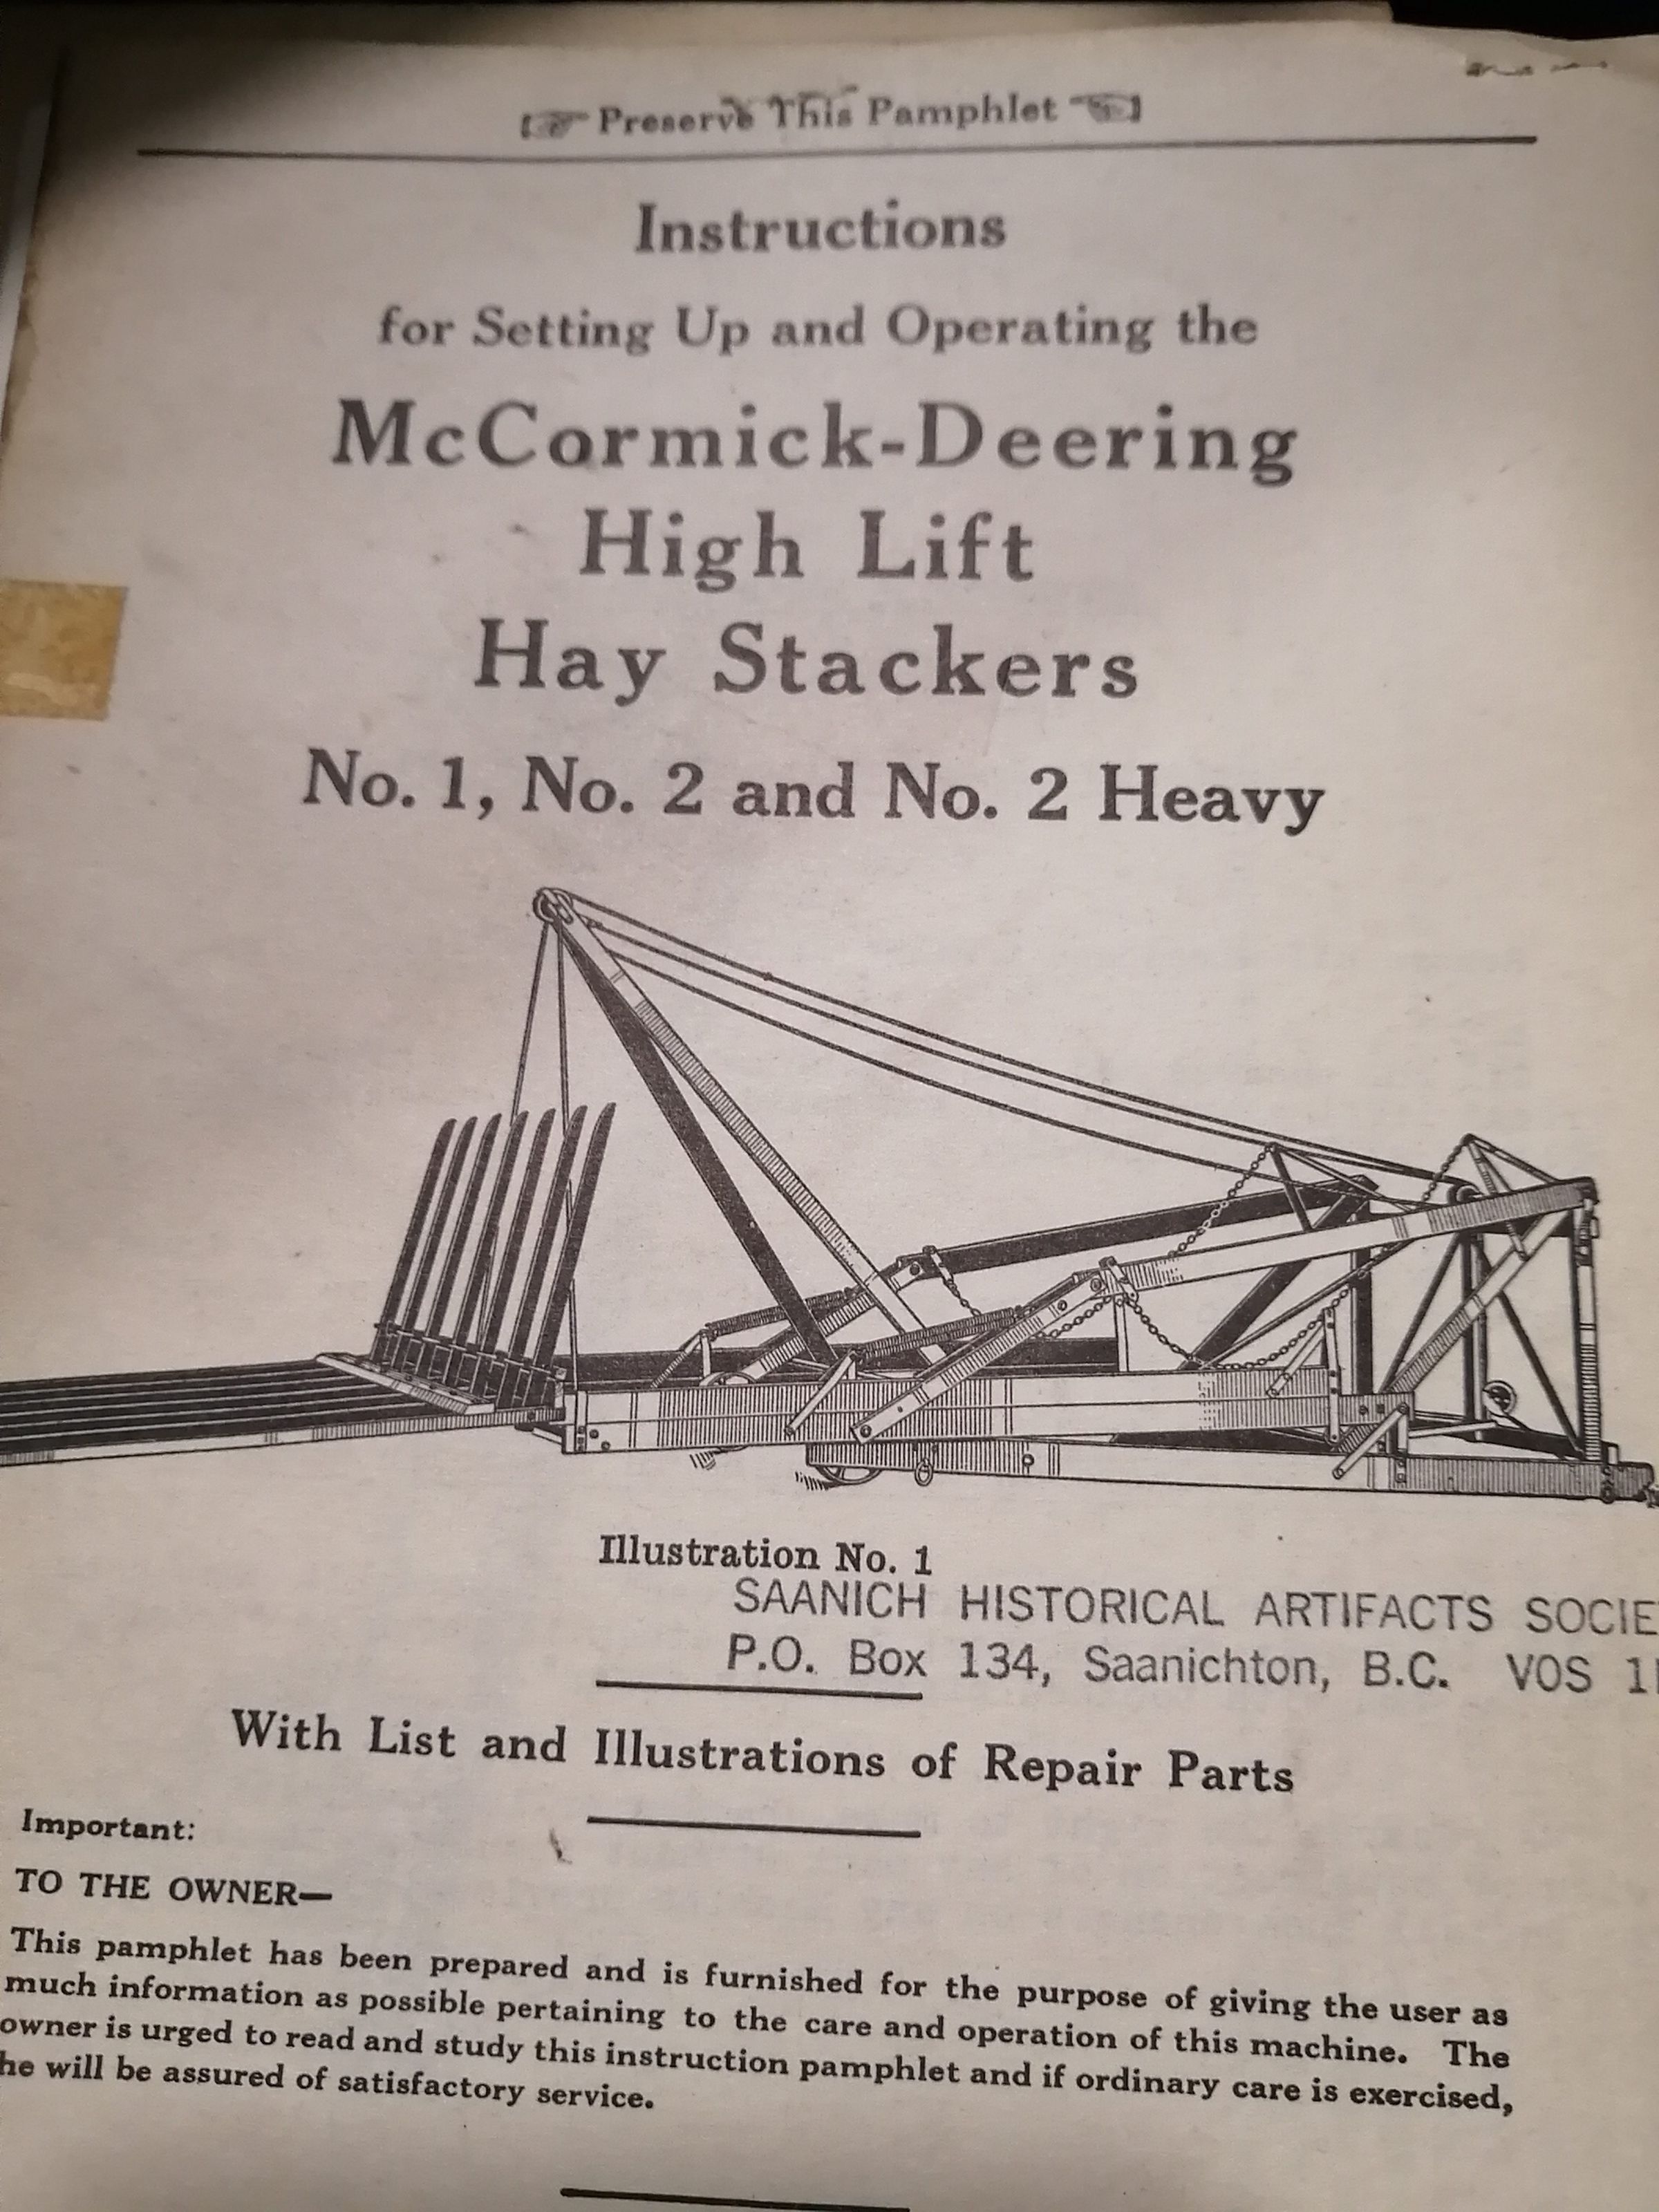 Preserve This Pamphlet
Instructions
for Setting Up and Operating the
McCormick-Deering
High Lift
Hay Stackers
No. 1, No. 2 and No. 2 Heavy
Illustration No. 1
SAANICH HISTORICAL ARTIFACTS SOCIE
P.O. Box 134, Saanichton, B.C. VOS 1
With List and Illustrations of Repair Parts
Important:
TO THE OWNER—
This pamphlet has been prepared and is furnished for the purpose of giving the user as
much information as possible pertaining to the care and operation of this machine. The
owner is urged to read and study this instruction pamphlet and if ordinary care is exercised,
he will be assured of satisfactory service.